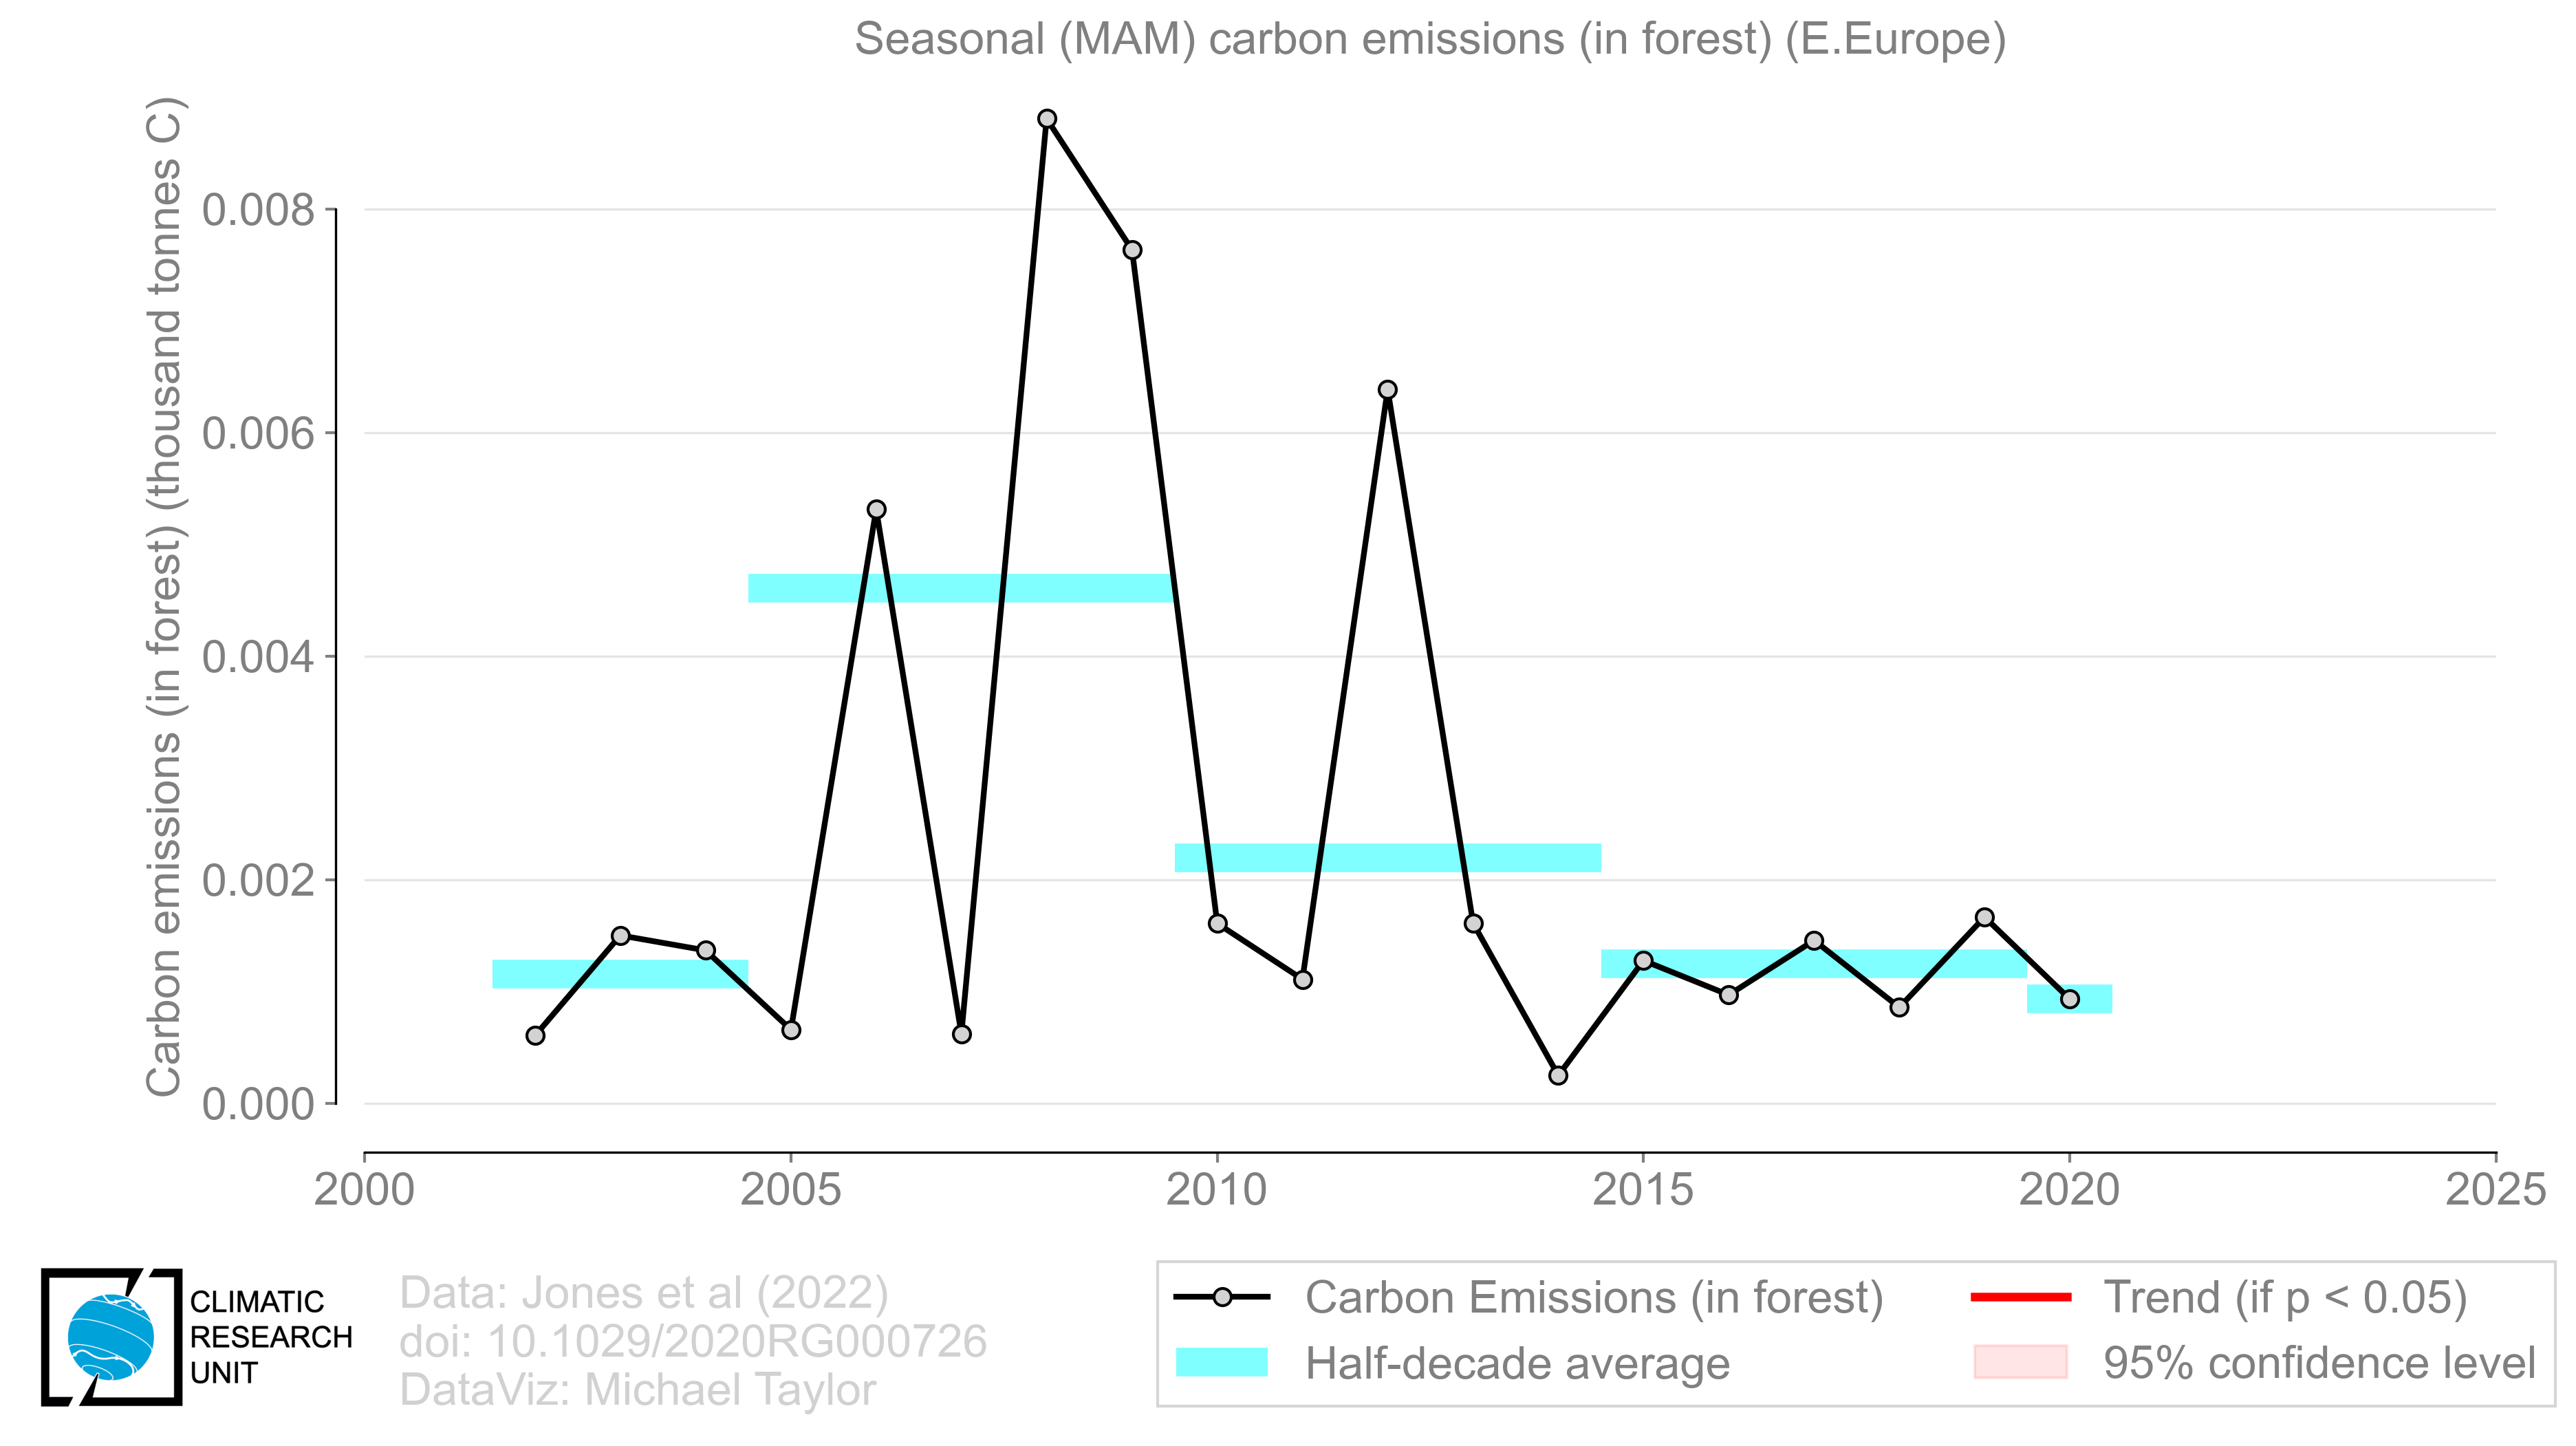 Seasonal (MAM) carbon emissions (in forest) (E.Europe)
Carbon emissions (in forest) (thousand tonnes C)
0.008
0.006
0.004
0.002
0.000
2000
2005
2010
2015
2020
2025
CLIMATIC
RESEARCH
UNIT
Data: Jones et al (2022)
doi: 10.1029/2020RG000726
DataViz: Michael Taylor
Carbon Emissions (in forest)
Half-decade average
Trend (if p < 0.05)
95% confidence level